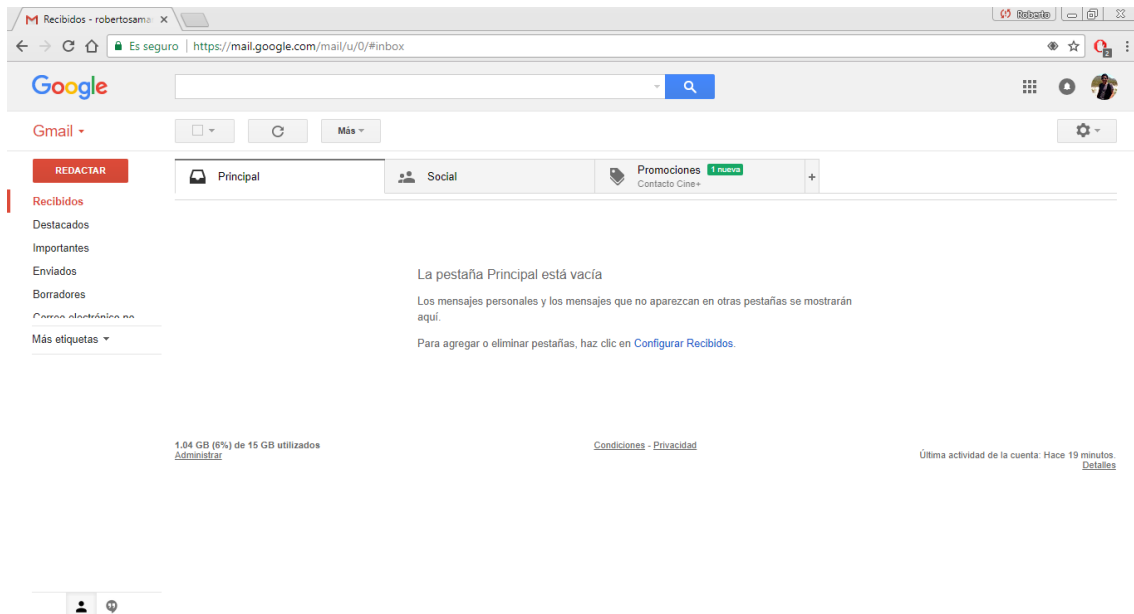 Recibidos - robertosama
Roberto
Es seguro | https://mail.google.com/mail/u/0/#inbox
2
Google
Gmail
Más
REDACTAR
Principal
Social
Promociones 1 nueva
Contacto Cine+
+
Recibidos
Destacados
Importantes
Enviados
Borradores
Correo electrónico no
Más etiquetas
La pestaña Principal está vacía
Los mensajes personales y los mensajes que no aparezcan en otras pestañas se mostrarán
aquí.
Para agregar o eliminar pestañas, haz clic en Configurar Recibidos.
1.04 GB (6%) de 15 GB utilizados
Administrar
Condiciones - Privacidad
Última actividad de la cuenta: Hace 19 minutos.
Detalles